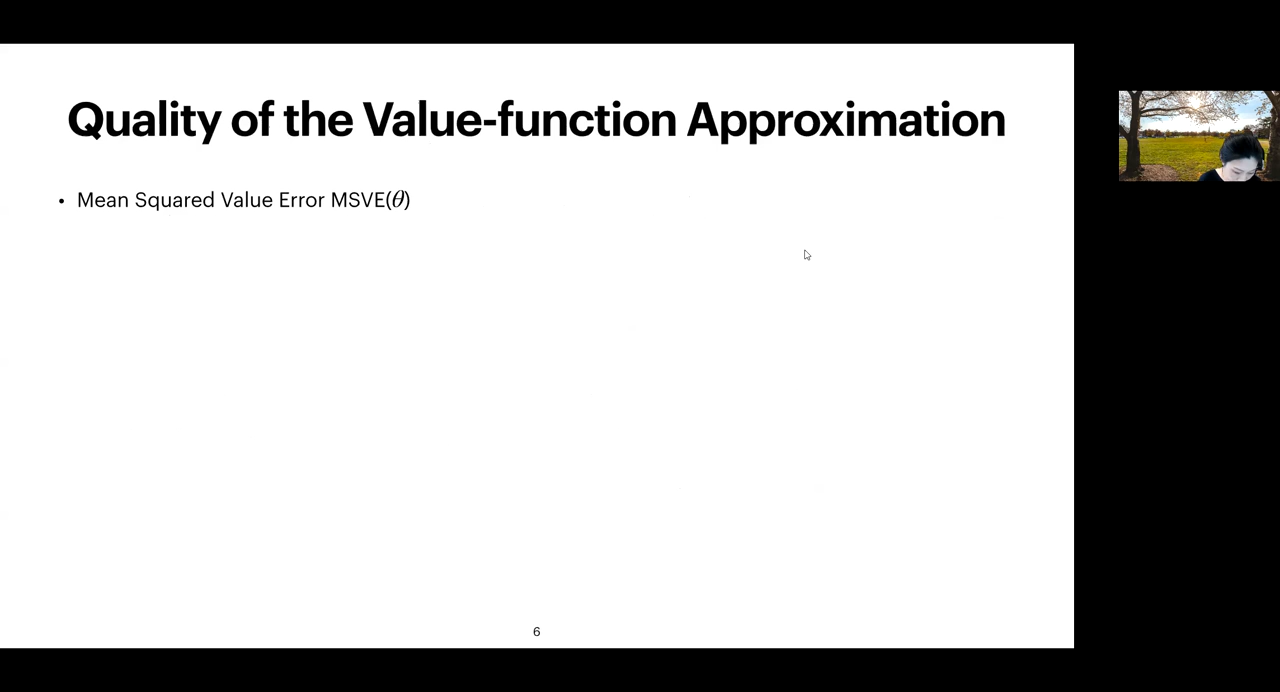 Quality of the Value-function Approximation
• Mean Squared Value Error MSVE(θ)
6